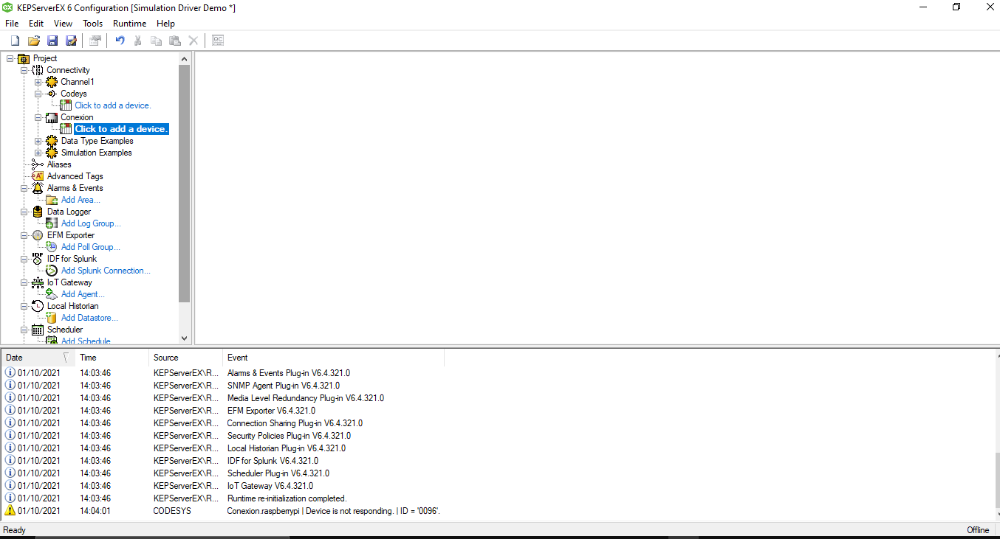 KEPServerEX 6 Configuration [Simulation Driver Demo *]
File Edit View Tools Runtime Help
QC
Project
Connectivity
Channel1
Codeys
Click to add a device.
Conexion
Click to add a device.
Data Type Examples
Simulation Examples
Aliases
Advanced Tags
Alarms & Events
Add Area...
Data Logger
Add Log Group...
EFM Exporter
Add Poll Group...
IDF for Splunk
Add Splunk Connection...
IoT Gateway
Add Agent...
Local Historian
Add Datastore...
Scheduler
Add Schedule
Date Time Source Event
01/10/2021 14:03:46 KEPServerEX\R... Alarms & Events Plug-in V6.4.321.0
01/10/2021 14:03:46 KEPServerEX\R... SNMP Agent Plug-in V6.4.321.0
01/10/2021 14:03:46 KEPServerEX\R... Media Level Redundancy Plug-in V6.4.321.0
01/10/2021 14:03:46 KEPServerEX\R... EFM Exporter V6.4.321.0
01/10/2021 14:03:46 KEPServerEX\R... Connection Sharing Plug-in V6.4.321.0
01/10/2021 14:03:46 KEPServerEX\R... Security Policies Plug-in V6.4.321.0
01/10/2021 14:03:46 KEPServerEX\R... Local Historian Plug-in V6.4.321.0
01/10/2021 14:03:46 KEPServerEX\R... IDF for Splunk V6.4.321.0
01/10/2021 14:03:46 KEPServerEX\R... Scheduler Plug-in V6.4.321.0
01/10/2021 14:03:46 KEPServerEX\R... IoT Gateway V6.4.321.0
01/10/2021 14:03:46 KEPServerEX\R... Runtime re-initialization completed.
01/10/2021 14:04:01 CODESYS Conexion.raspberrypi | Device is not responding. | ID = '0096'.
Ready Offline